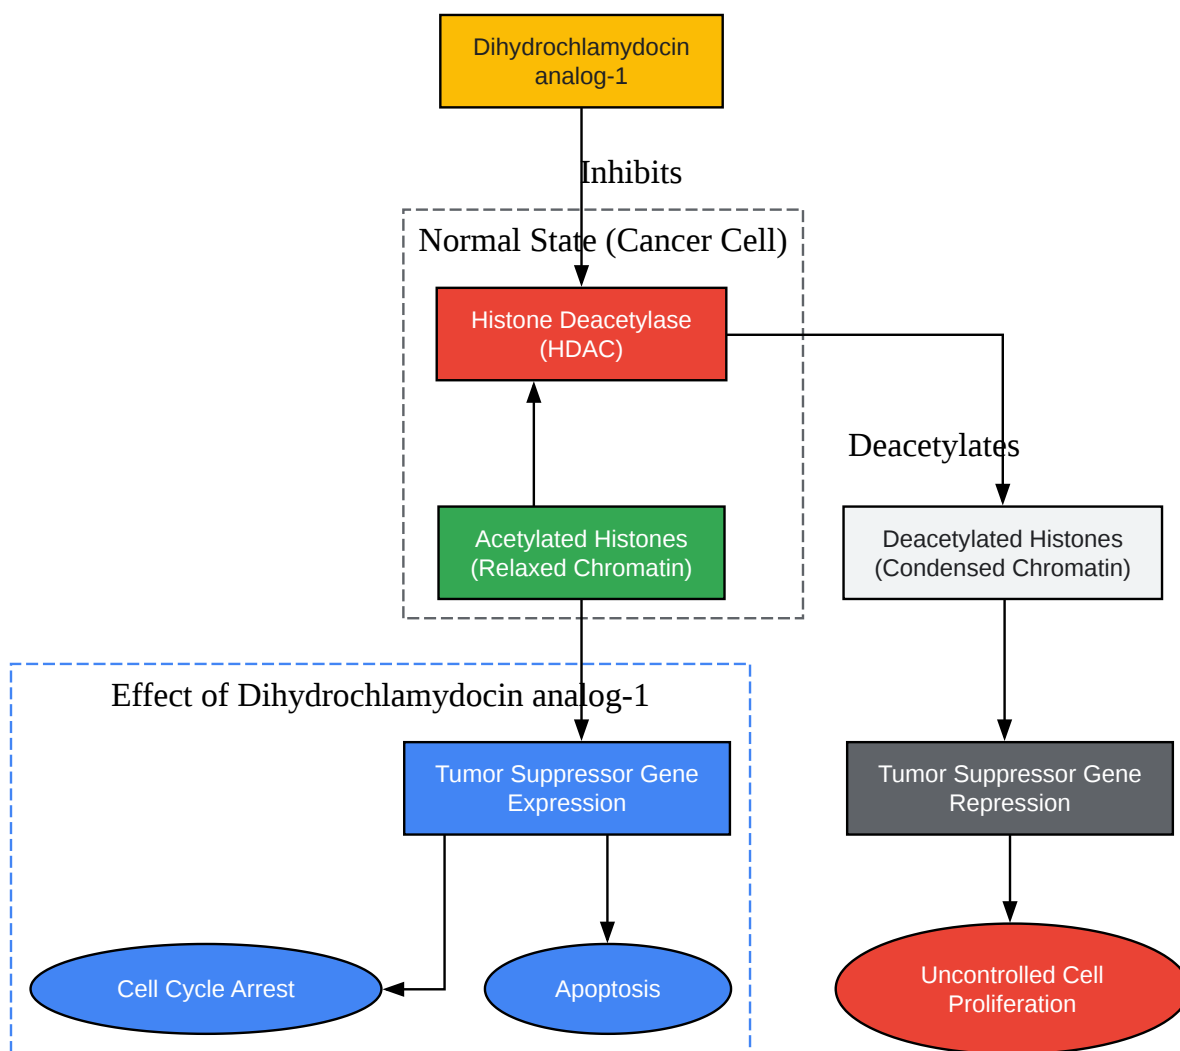 Dihydrochlamydocin
analog-1
Inhibits
Normal State (Cancer Cell)
Histone Deacetylase
(HDAC)
Deacetylates
Acetylated Histones
(Relaxed Chromatin)
Deacetylated Histones
(Condensed Chromatin)
Effect of Dihydrochlamydocin analog-1
Tumor Suppressor Gene
Expression
Tumor Suppressor Gene
Repression
Cell Cycle Arrest
Apoptosis
Uncontrolled Cell
Proliferation